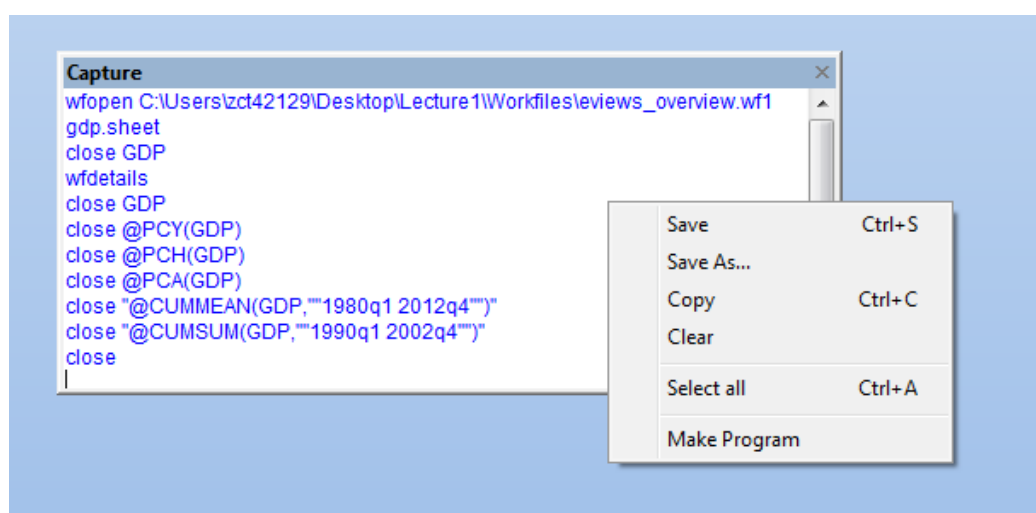 Capture
wfopen C:\Users\zct42129\Desktop\Lecture1\Workfiles\eviews_overview.wf1
gdp.sheet
close GDP
wfdetails
close GDP
close @PCY(GDP)
close @PCH(GDP)
close @PCA(GDP)
close "@CUMMEAN(GDP,""1980q1 2012q4"")"
close "@CUMSUM(GDP,""1990q1 2002q4"")"
close
Save Ctrl+S
Save As...
Copy Ctrl+C
Clear
Select all Ctrl+A
Make Program